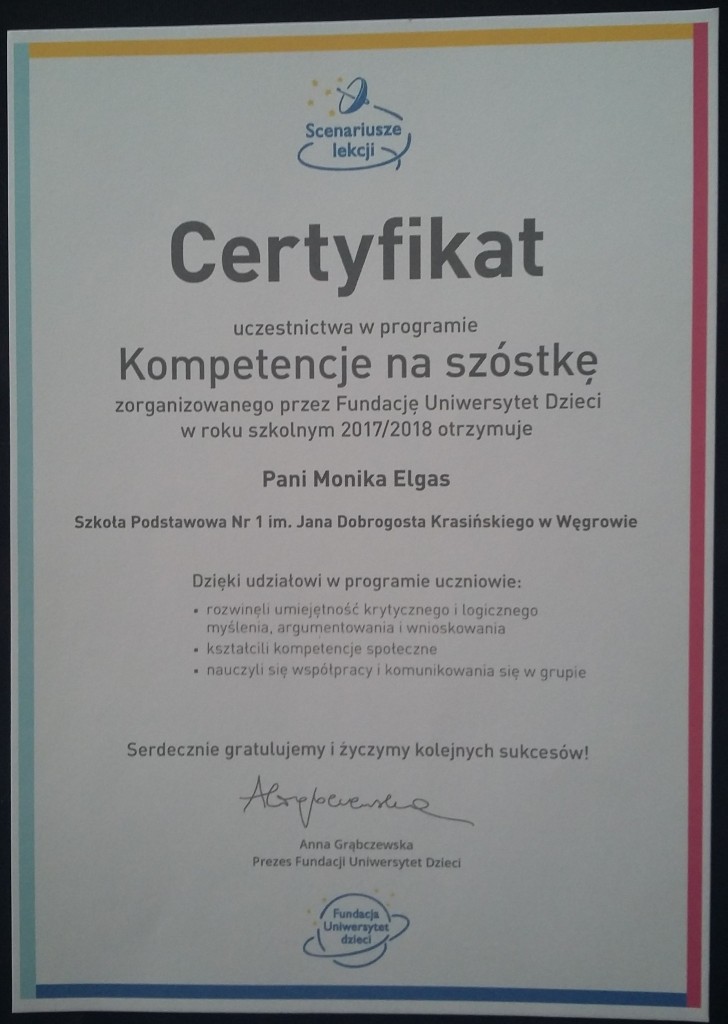 Scenariusze
lekcji
Certyfikat
uczestnictwa w programie
Kompetencje na szóstkę
zorganizowanego przez Fundację Uniwersytet Dzieci
w roku szkolnym 2017/2018 otrzymuje
Pani Monika Elgas
Szkoła Podstawowa Nr 1 im. Jana Dobrogosta Krasińskiego w Węgrowie
Dzięki udziałowi w programie uczniowie:
• rozwinęli umiejętność krytycznego i logicznego
myślenia, argumentowania i wnioskowania
• kształcili kompetencje społeczne
• nauczyli się współpracy i komunikowania się w grupie
Serdecznie gratulujemy i życzymy kolejnych sukcesów!
AGrąbczewska
Anna Grąbczewska
Prezes Fundacji Uniwersytet Dzieci
Fundacja
Uniwersytet
dzieci